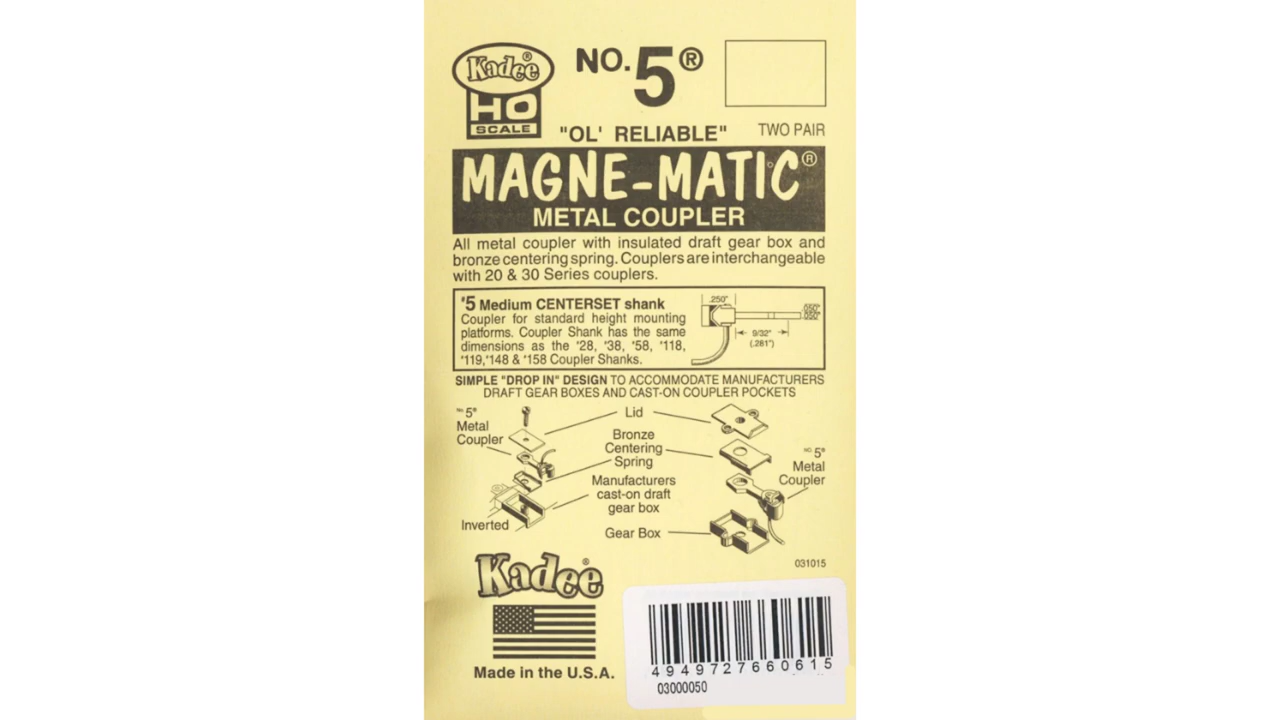 Kadee®
HO
SCALE
NO. 5®
"OL' RELIABLE"
TWO PAIR
MAGNE-MATIC®
METAL COUPLER
All metal coupler with insulated draft gear box and
bronze centering spring. Couplers are interchangeable
with 20 & 30 Series couplers.
#5 Medium CENTERSET shank
Coupler for standard height mounting
platforms. Coupler Shank has the same
dimensions as the #28, #38, #58, #118,
#119, #148 & #158 Coupler Shanks.
.250"
.050"
.050"
9/32"
(.281")
SIMPLE "DROP IN" DESIGN TO ACCOMMODATE MANUFACTURERS
DRAFT GEAR BOXES AND CAST-ON COUPLER POCKETS
NO. 5®
Metal
Coupler
Lid
Bronze
Centering
Spring
Manufacturers
cast-on draft
gear box
Inverted
Gear Box
NO. 5®
Metal
Coupler
031015
Kadee®
Made in the U.S.A.
4949727660615
03000050